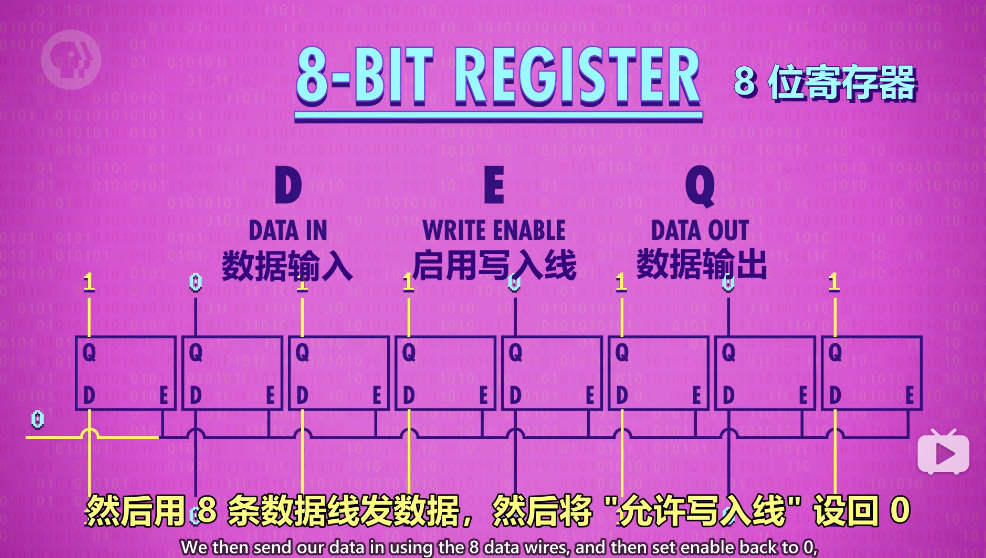 8-BIT REGISTER 8 位寄存器
D E Q
DATA IN WRITE ENABLE DATA OUT
数据输入 启用写入线 数据输出
1 0 1 1 0 1 0 1
Q Q Q Q Q Q Q Q
D E D E D E D E D E D E D E D E
0
然后用 8 条数据线发数据，然后将 "允许写入线" 设回 0
We then send our data in using the 8 data wires, and then set enable back to 0,